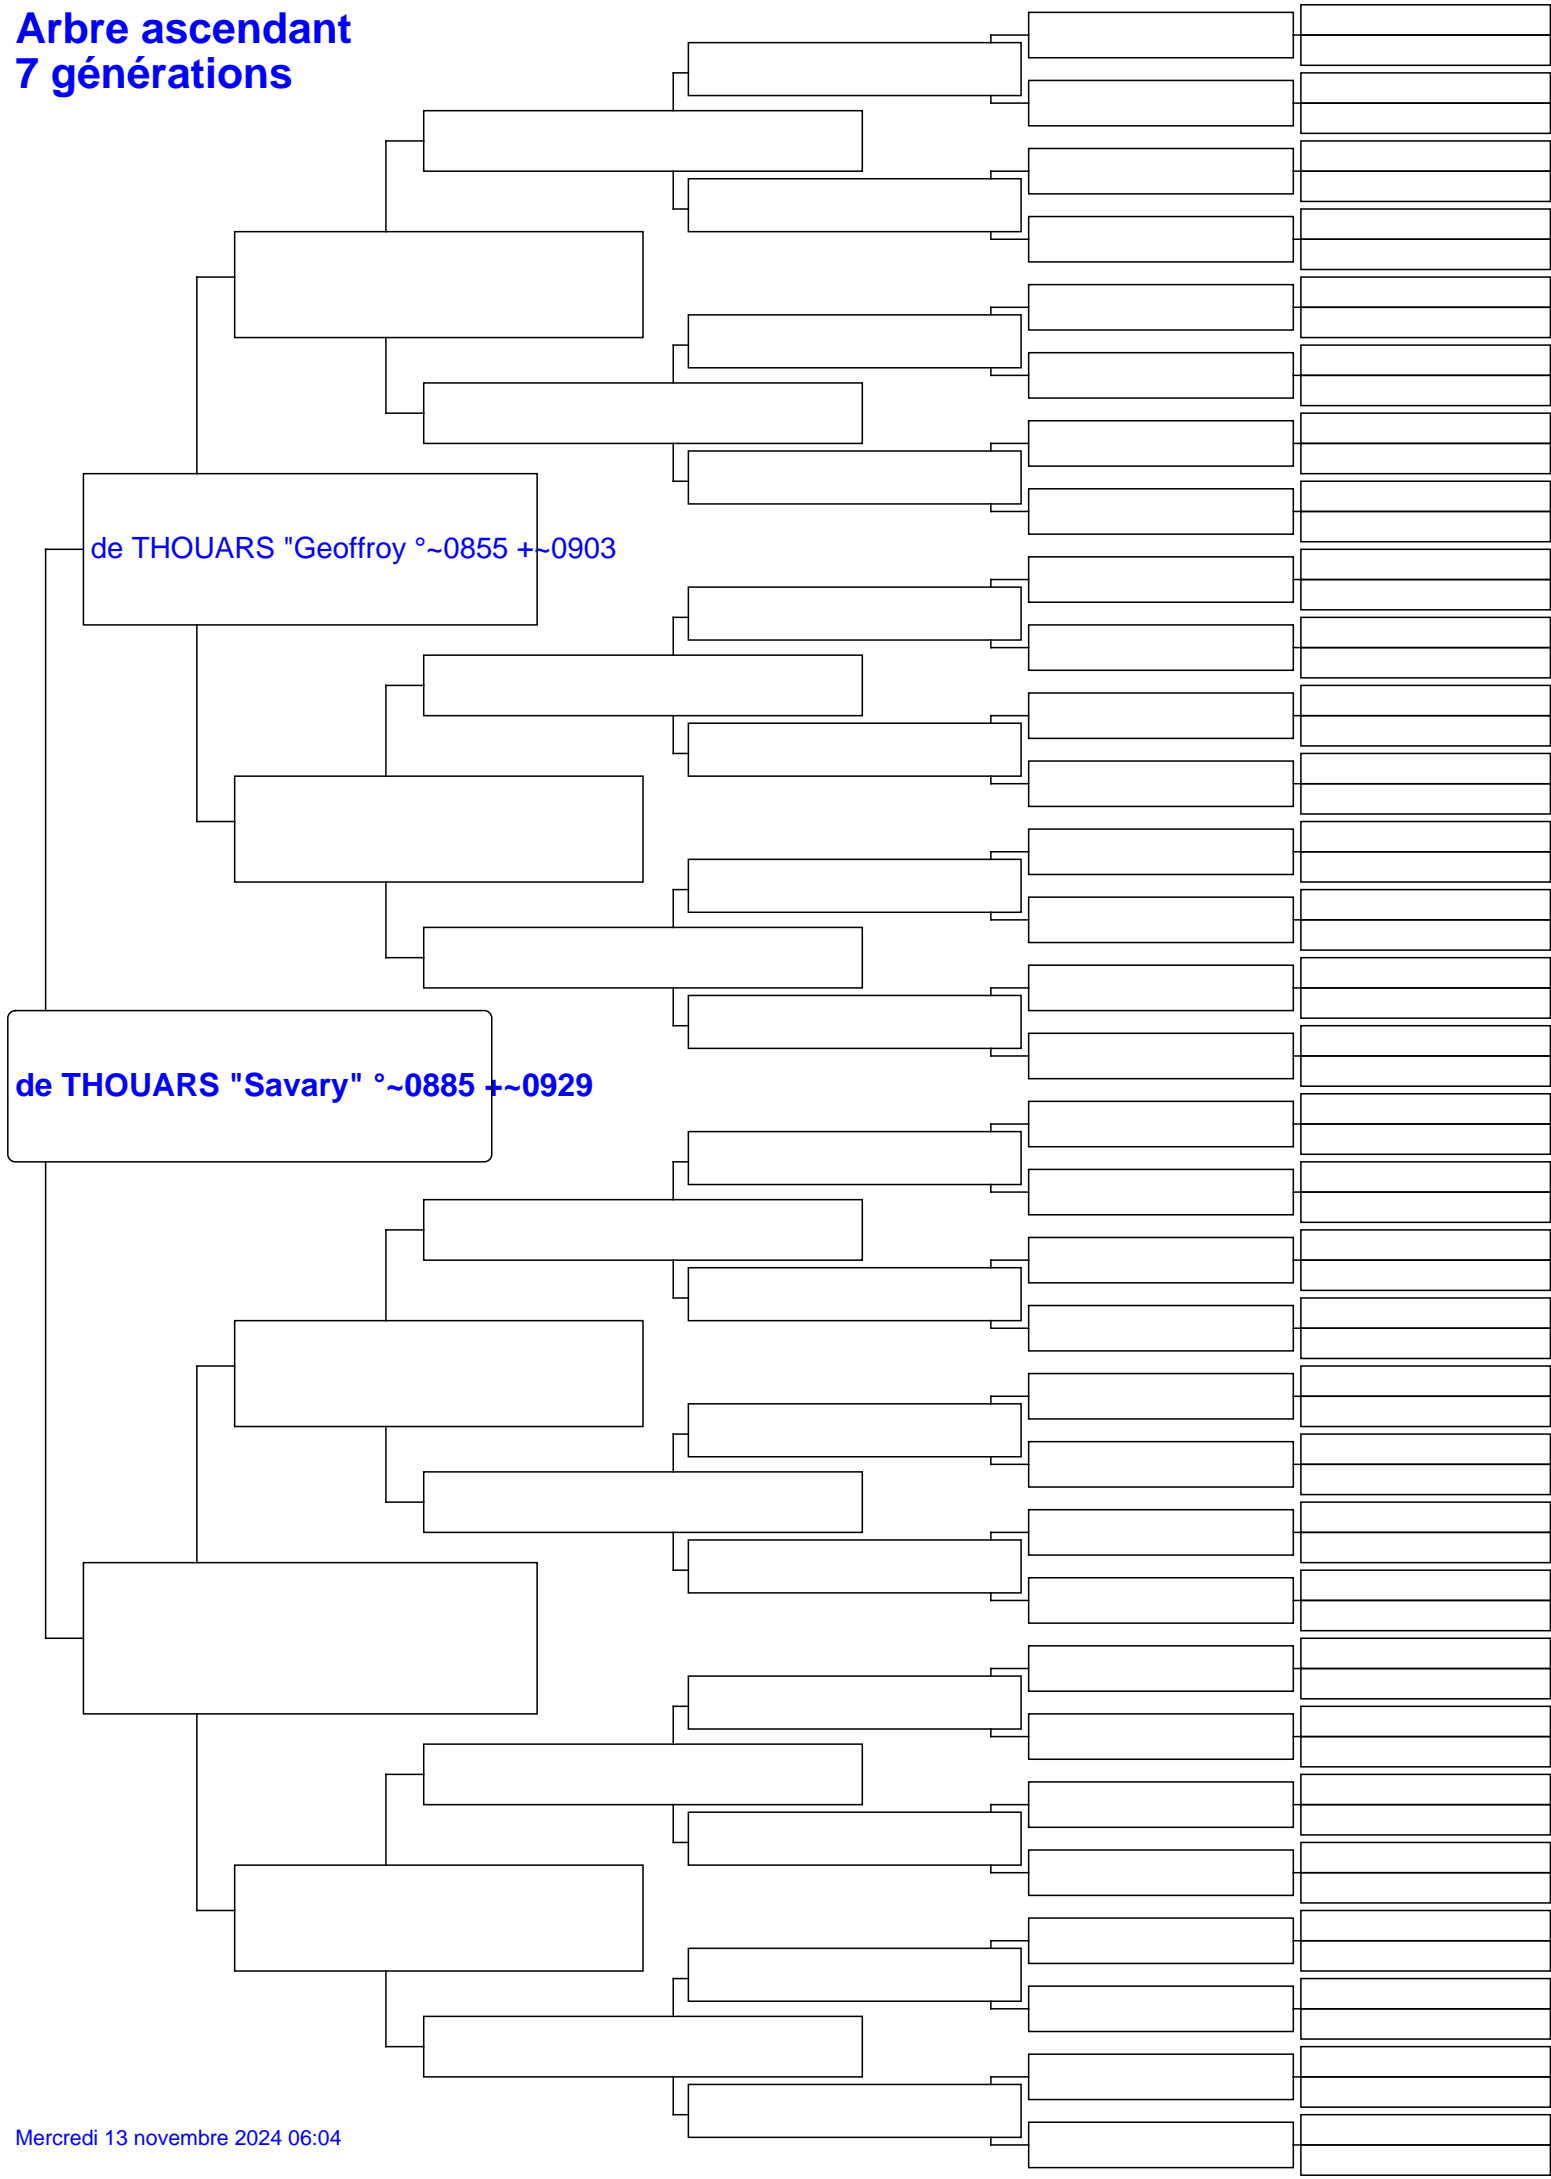 Arbre ascendant
7 générations
de THOUARS "Geoffroy °~0855 +~0903
de THOUARS "Savary" °~0885 +~0929
Mercredi 13 novembre 2024 06:04